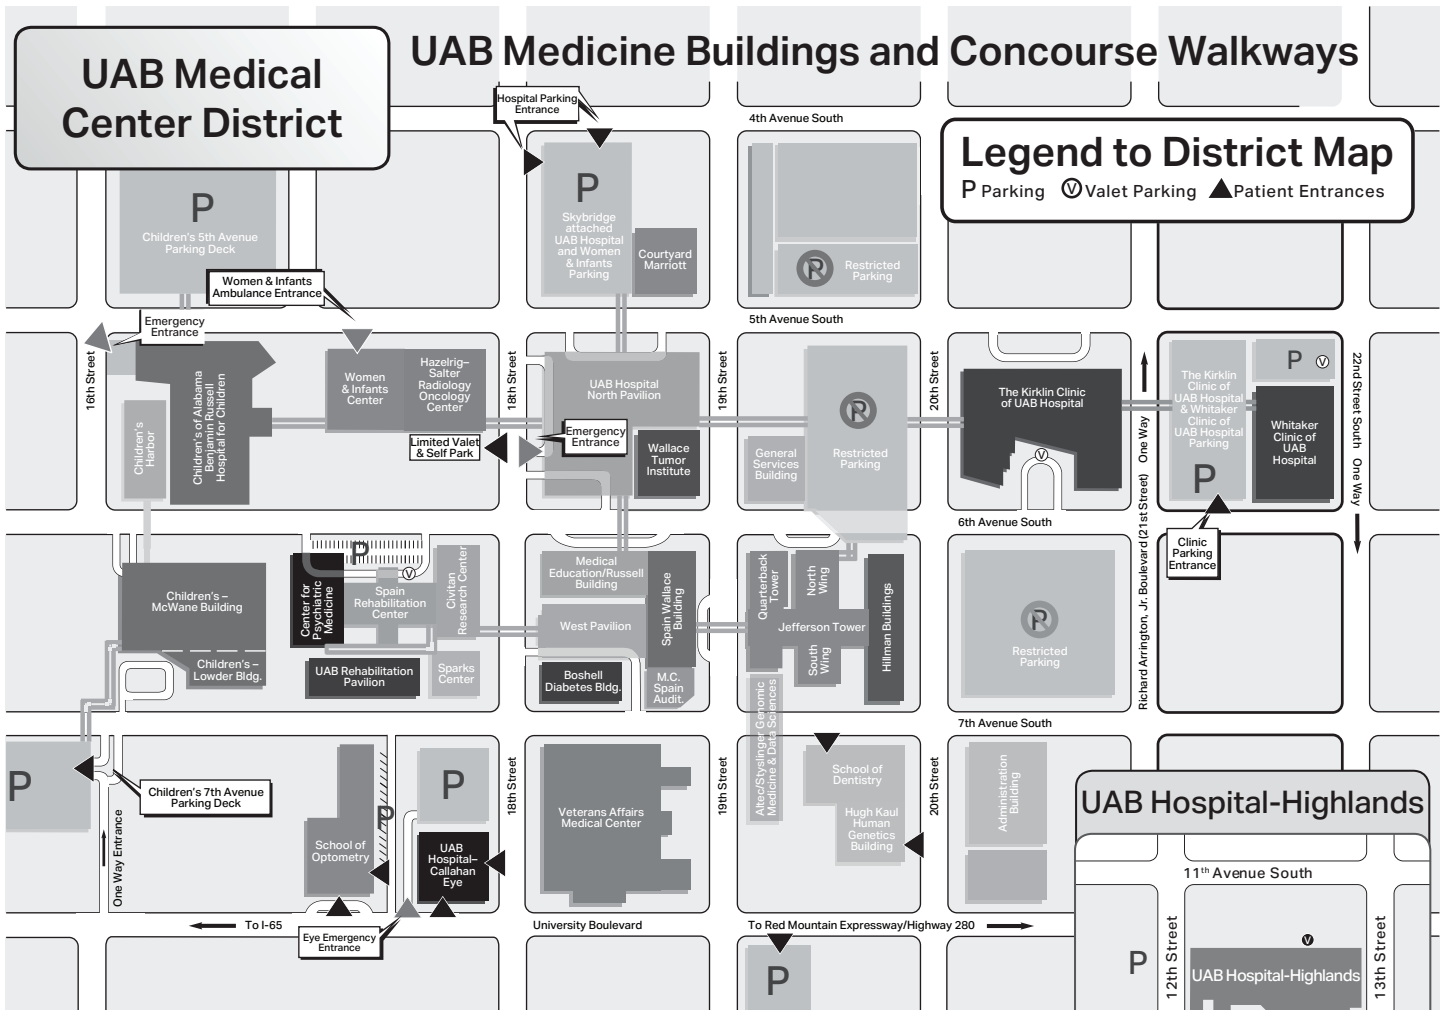 UAB Medical
Center District
UAB Medicine Buildings and Concourse Walkways
Legend to District Map
P Parking
V Valet Parking
Patient Entrances
Hospital Parking
Entrance
4th Avenue South
P
Children's 5th Avenue
Parking Deck
P
Skybridge
attached
UAB Hospital
and Women
& Infants
Parking
Courtyard
Marriott
P
Restricted
Parking
Women & Infants
Ambulance Entrance
Emergency
Entrance
5th Avenue South
16th Street
Children's
Harbor
Children's of Alabama
Benjamin Russell
Hospital for Children
Women
& Infants
Center
Hazelrig–
Salter
Radiology
Oncology
Center
Limited Valet
& Self Park
18th Street
UAB Hospital
North Pavilion
Emergency
Entrance
Wallace
Tumor
Institute
19th Street
General
Services
Building
P
Restricted
Parking
20th Street
The Kirklin Clinic
of UAB Hospital
V
Richard Arrington, Jr. Boulevard (21st Street) One Way
The Kirklin
Clinic of
UAB Hospital
& Whitaker
Clinic of
UAB Hospital
Parking
P
P
V
Whitaker
Clinic of
UAB
Hospital
22nd Street South One Way
6th Avenue South
Clinic
Parking
Entrance
Children's –
McWane Building
Children's –
Lowder Bldg.
P
V
Center for
Psychiatric
Medicine
Spain
Rehabilitation
Center
Civitan
Research Center
UAB Rehabilitation
Pavilion
Sparks
Center
Medical
Education/Russell
Building
West Pavilion
Spain Wallace
Building
Boshell
Diabetes Bldg.
M.C.
Spain
Audit.
Quarterback
Tower
North
Wing
Jefferson Tower
South
Wing
Hillman Buildings
P
Restricted
Parking
7th Avenue South
P
Children's 7th Avenue
Parking Deck
One Way Entrance
School of
Optometry
P
P
UAB
Hospital–
Callahan
Eye
18th Street
Veterans Affairs
Medical Center
19th Street
Altec/Styslinger Genomic
Medicine & Data Sciences
School of
Dentistry
Hugh Kaul
Human
Genetics
Building
20th Street
Administration
Building
To I-65
Eye Emergency
Entrance
University Boulevard
To Red Mountain Expressway/Highway 280
P
UAB Hospital-Highlands
11th Avenue South
P
12th Street
V
UAB Hospital-Highlands
13th Street